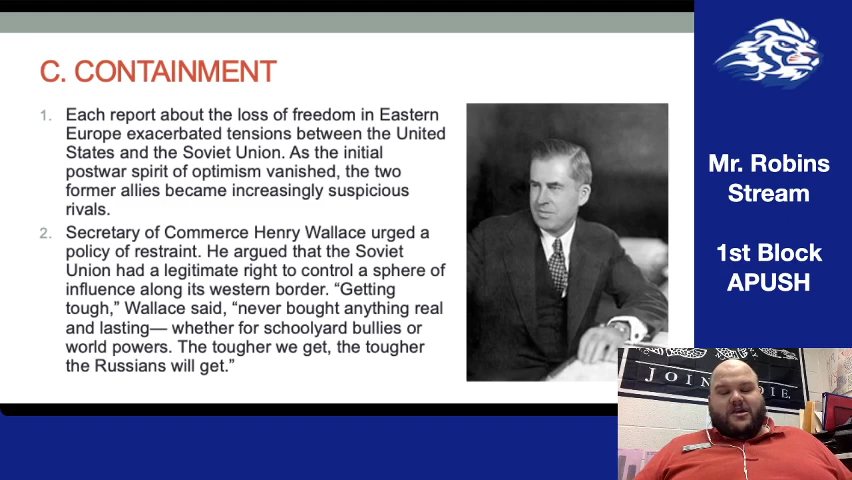 C. CONTAINMENT
1. Each report about the loss of freedom in Eastern
Europe exacerbated tensions between the United
States and the Soviet Union. As the initial
postwar spirit of optimism vanished, the two
former allies became increasingly suspicious
rivals.
2. Secretary of Commerce Henry Wallace urged a
policy of restraint. He argued that the Soviet
Union had a legitimate right to control a sphere of
influence along its western border. “Getting
tough,” Wallace said, “never bought anything real
and lasting— whether for schoolyard bullies or
world powers. The tougher we get, the tougher
the Russians will get.”
Mr. Robins
Stream
1st Block
APUSH
JOIN
DIE